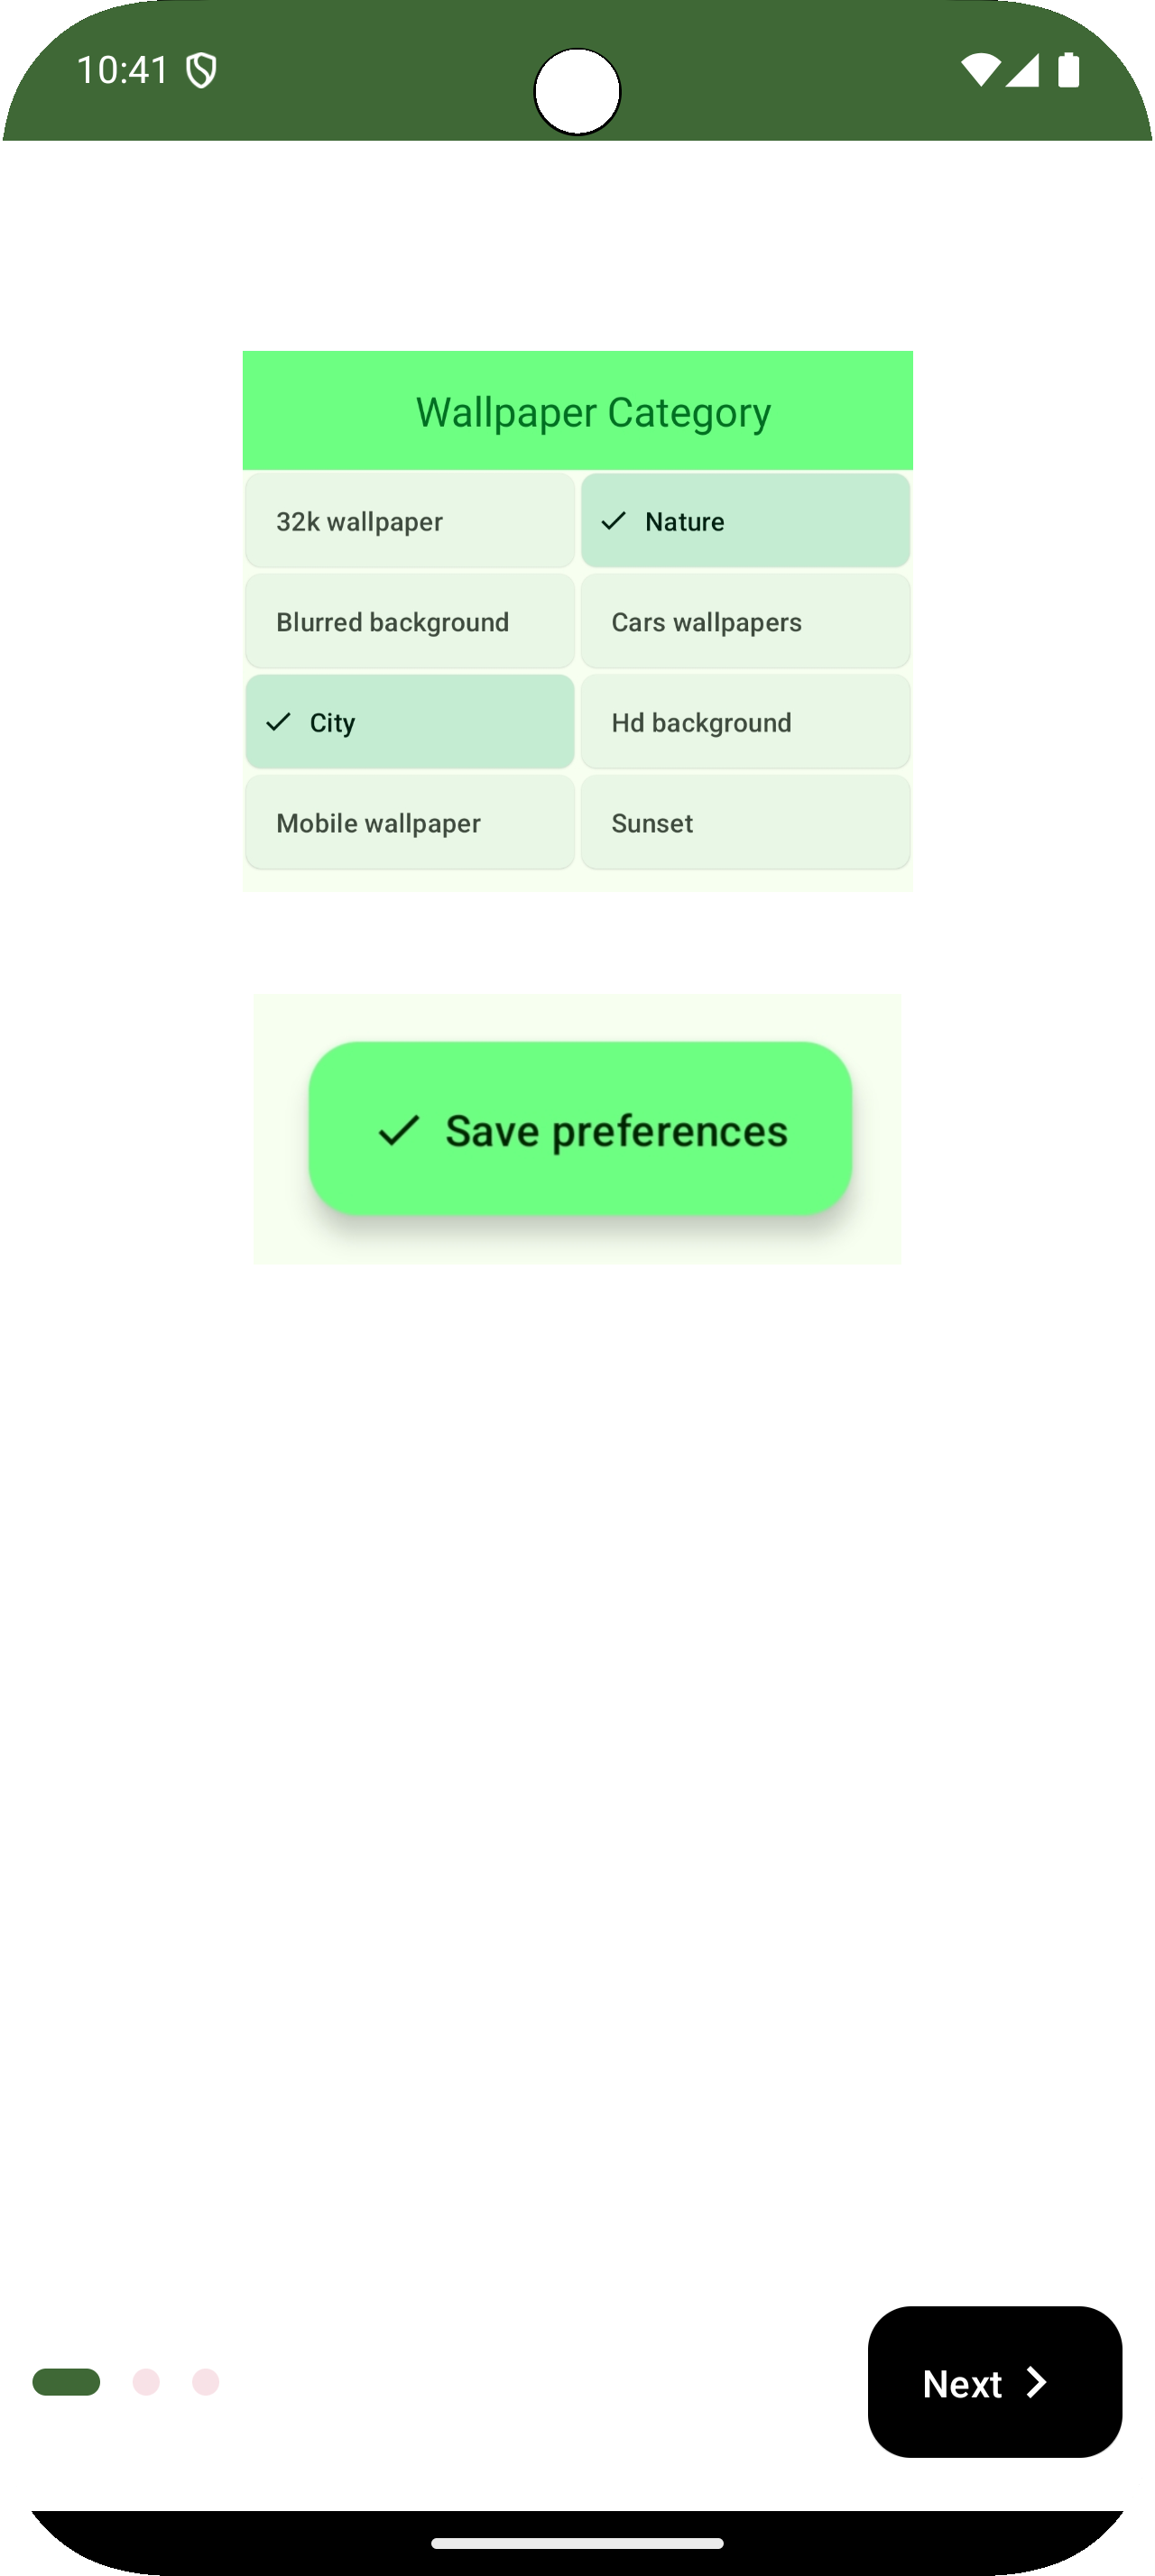 10:41
Wallpaper Category
32k wallpaper
Nature
Blurred background
Cars wallpapers
City
Hd background
Mobile wallpaper
Sunset
Save preferences
Next